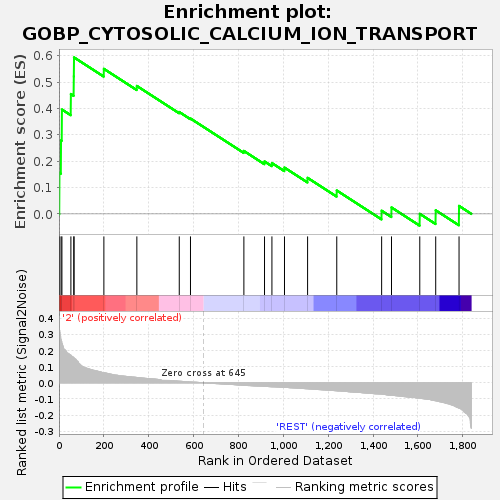 Enrichment plot:
GOBP_CYTOSOLIC_CALCIUM_ION_TRANSPORT
Enrichment score (ES)
0.6
0.5
0.4
0.3
0.2
0.1
0.0
Ranked list metric (Signal2Noise)
0.4
0.3
0.2
0.1
0.0
-0.1
-0.2
-0.3
'2' (positively correlated)
Zero cross at 645
'REST' (negatively correlated)
0 200 400 600 800 1,000 1,200 1,400 1,600 1,800
Rank in Ordered Dataset
Enrichment profile Hits Ranking metric scores